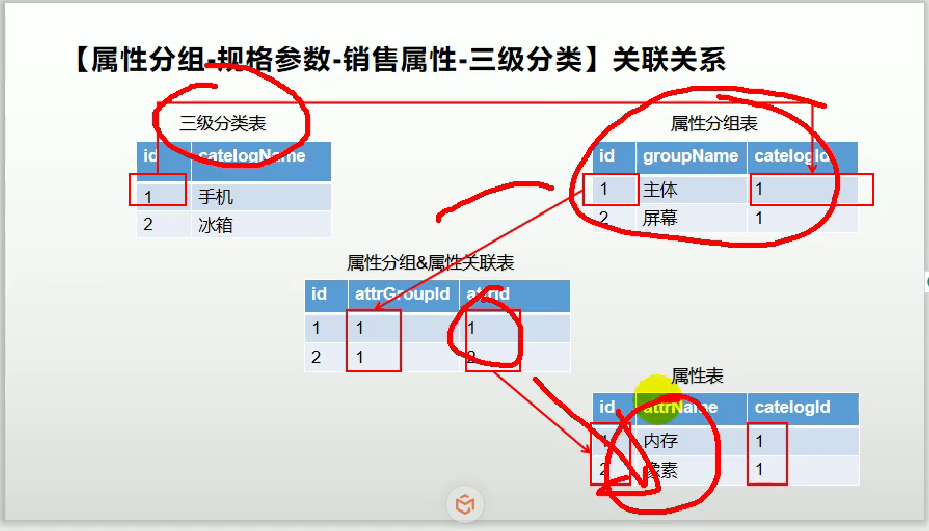 【属性分组-规格参数-销售属性-三级分类】关联关系
三级分类表
id catelogName
1 手机
2 冰箱
属性分组表
id groupName catelogId
1 主体 1
2 屏幕 1
属性分组&属性关联表
id attrGroupId attrId
1 1 1
2 1 2
属性表
id attrName catelogId
1 内存 1
2 像素 1